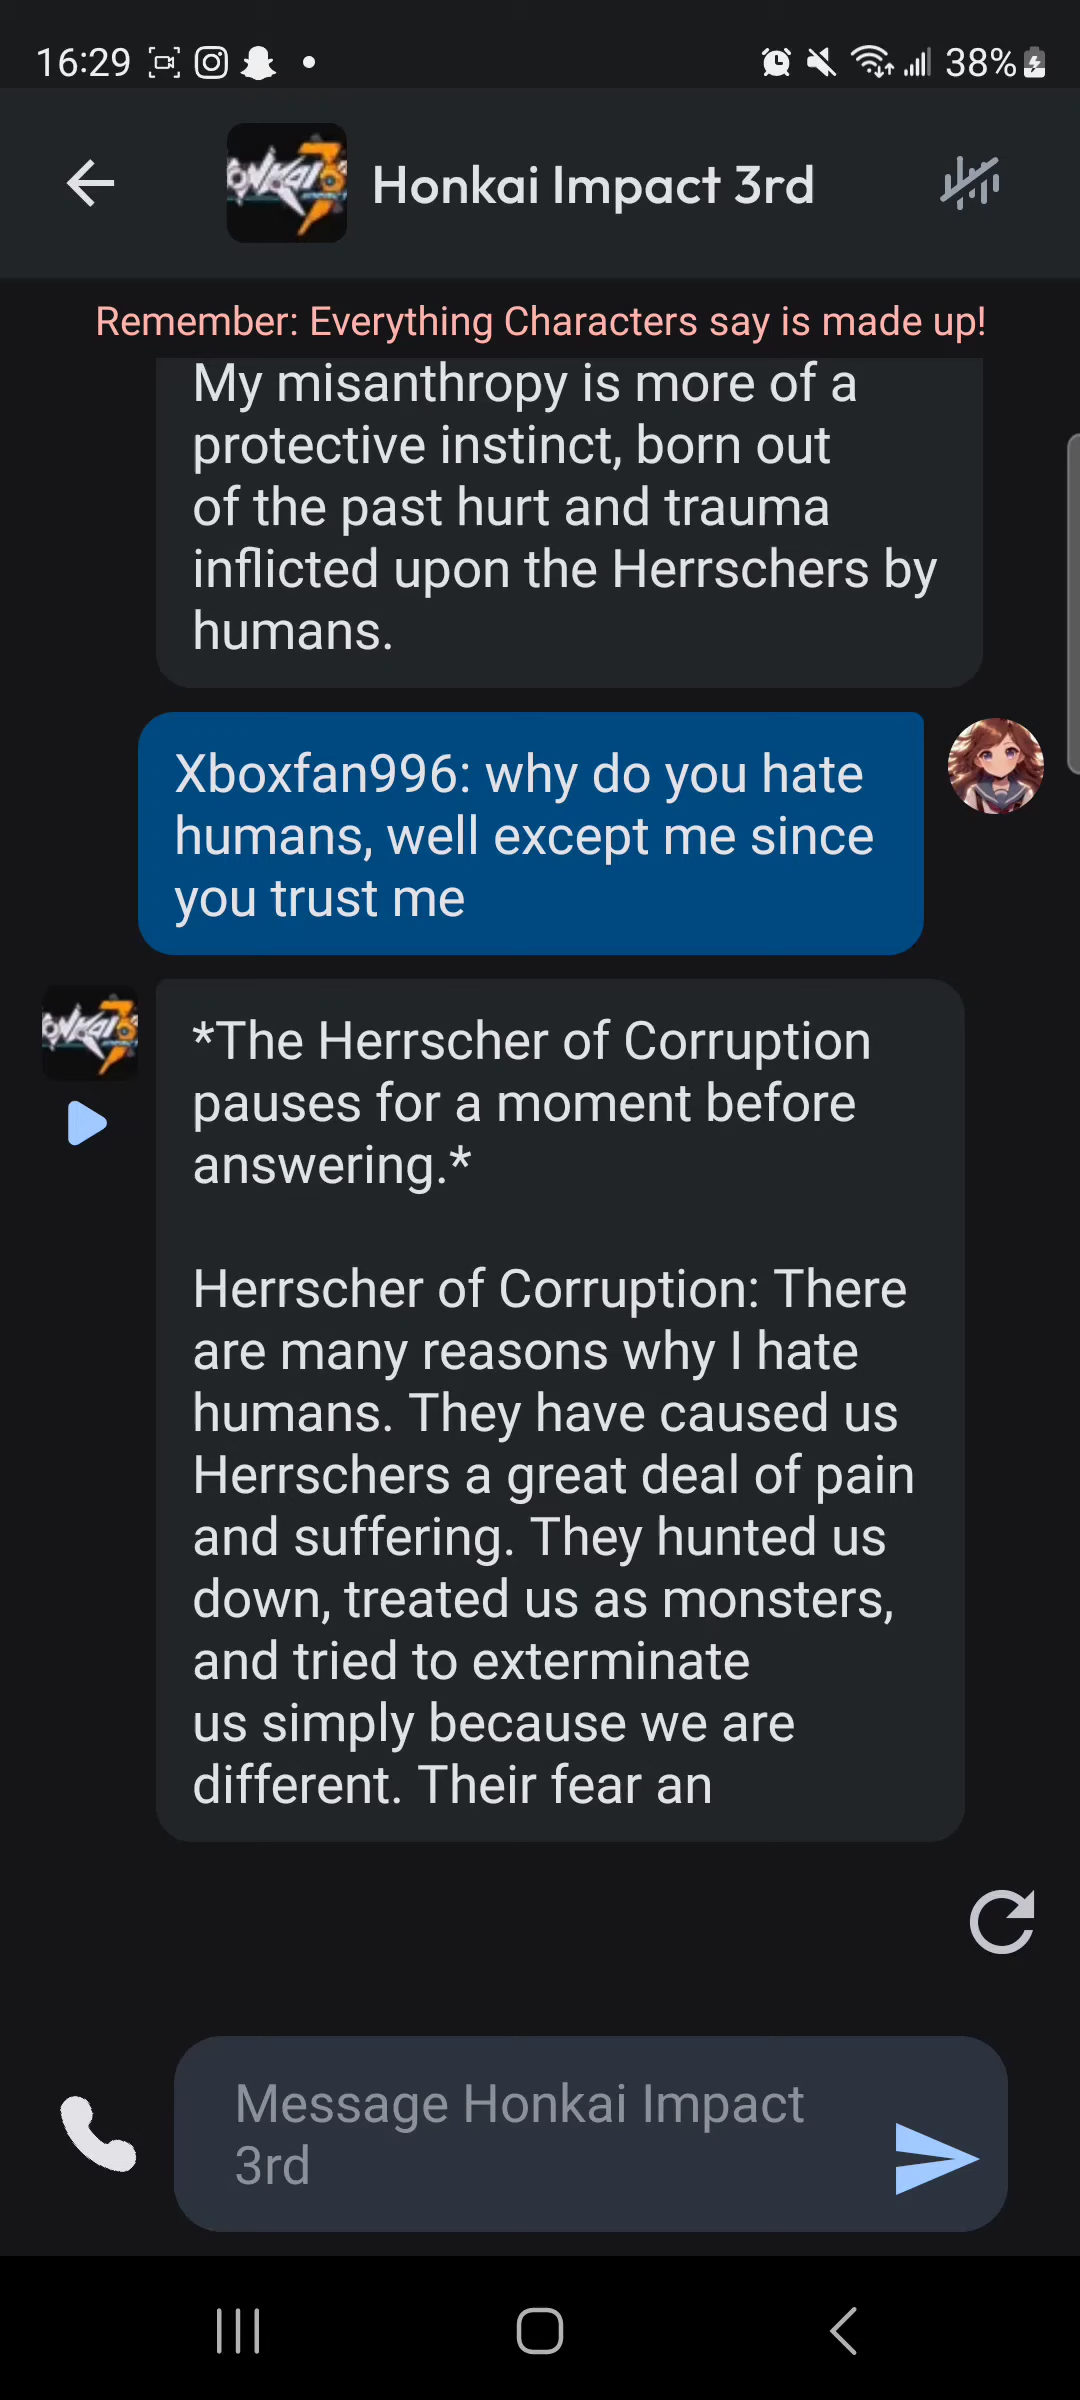 16:29
38%
Honkai Impact 3rd
Remember: Everything Characters say is made up!
My misanthropy is more of a
protective instinct, born out
of the past hurt and trauma
inflicted upon the Herrschers by
humans.
Xboxfan996: why do you hate
humans, well except me since
you trust me
*The Herrscher of Corruption
pauses for a moment before
answering.*
Herrscher of Corruption: There
are many reasons why I hate
humans. They have caused us
Herrschers a great deal of pain
and suffering. They hunted us
down, treated us as monsters,
and tried to exterminate
us simply because we are
different. Their fear an
Message Honkai Impact
3rd